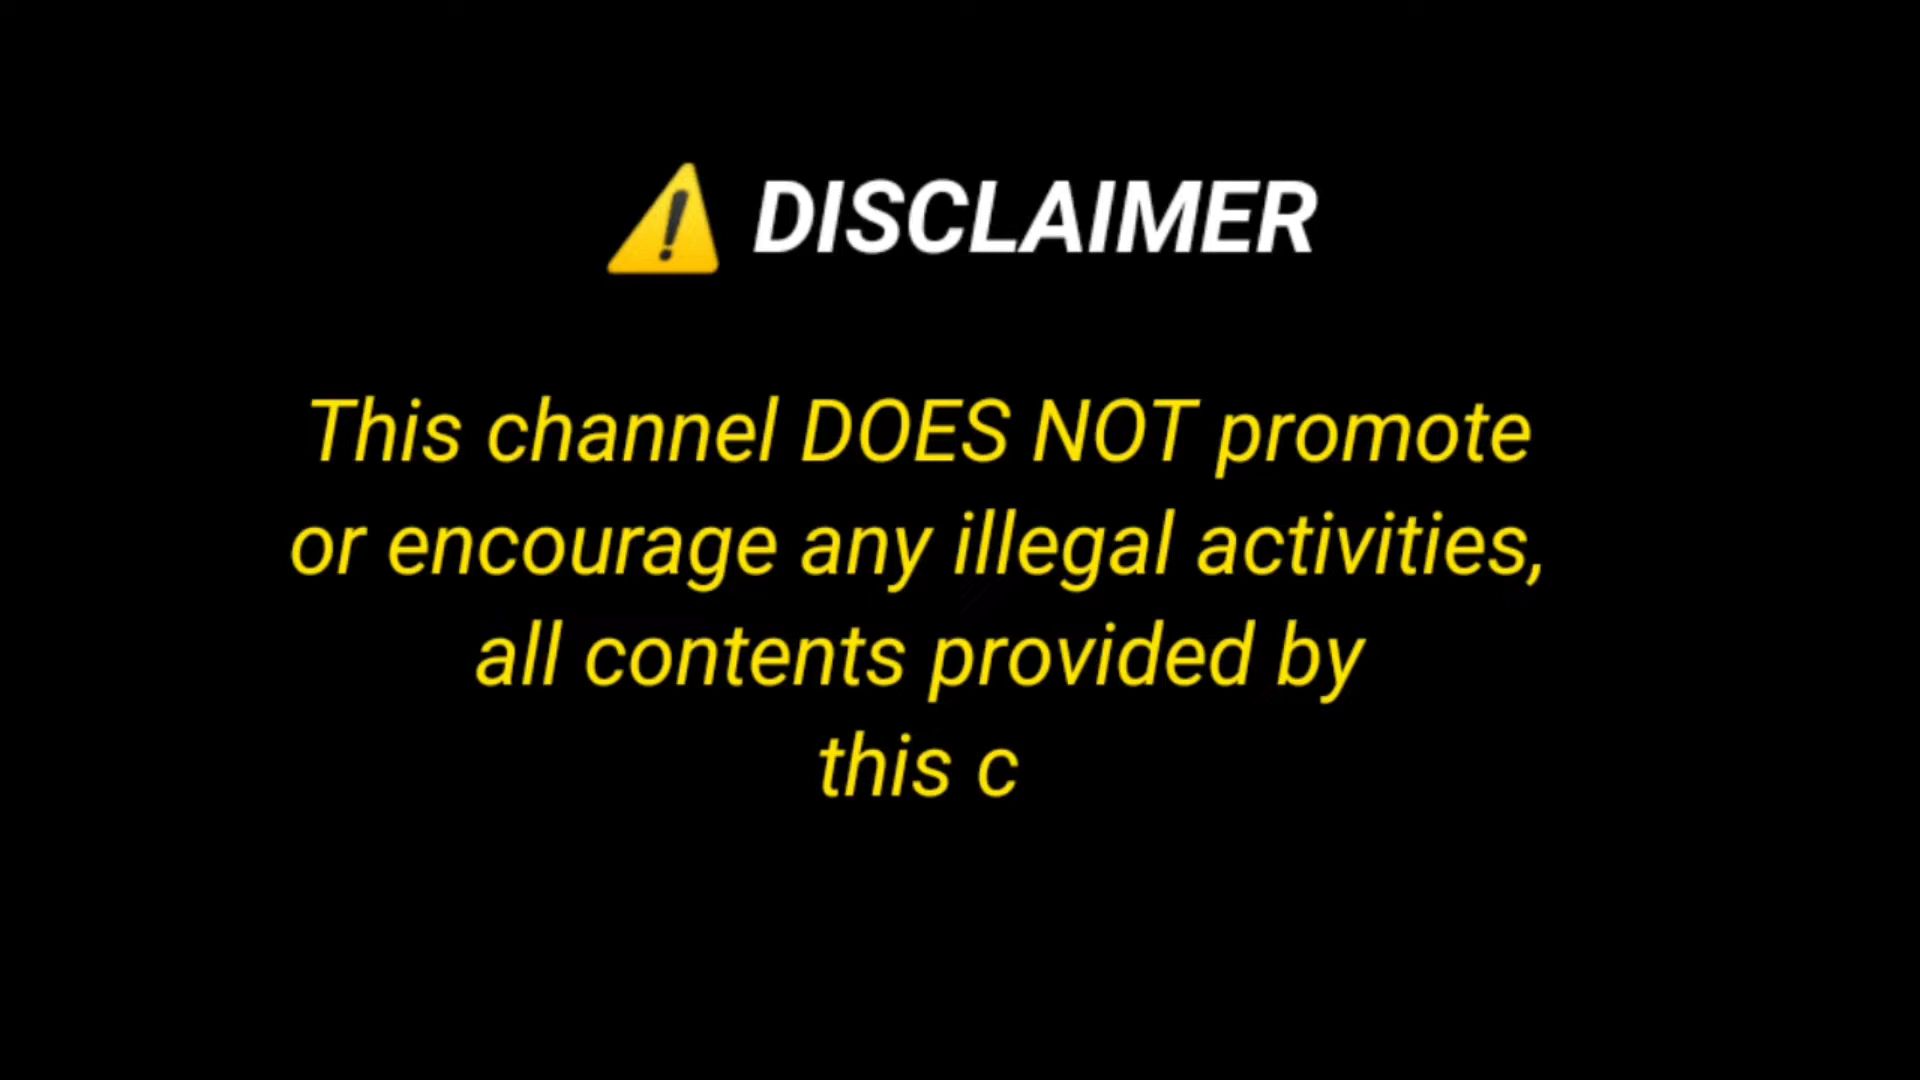 ⚠️ DISCLAIMER
This channel DOES NOT promote
or encourage any illegal activities,
all contents provided by
this c